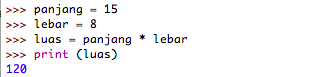 >>> panjang = 15
>>> lebar = 8
>>> luas = panjang * lebar
>>> print (luas)
120